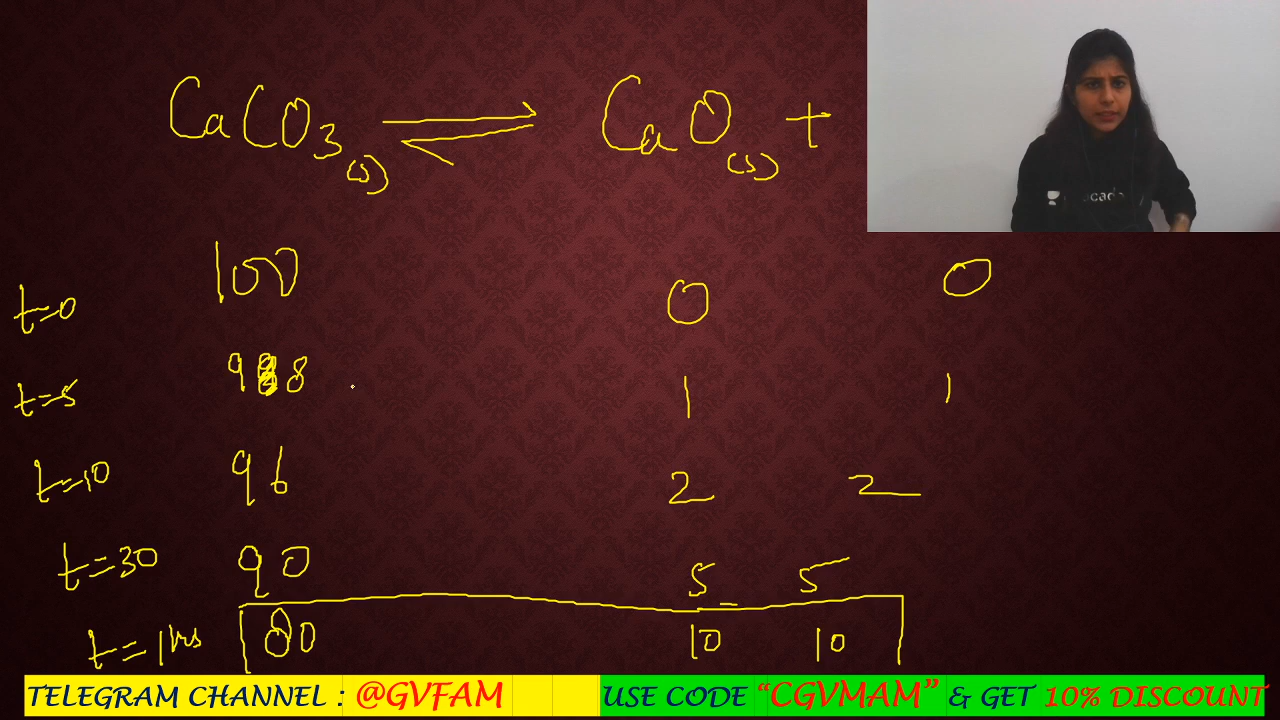 CaCO3(s) ⇌ CaO(s) +
t=0 100 0 0
t=5 98 1 1
t=10 96 2 2
t=30 90 5 5
t=1hrs 80 10 10
TELEGRAM CHANNEL : @GVFAM USE CODE “CGVMAM” & GET 10% DISCOUNT